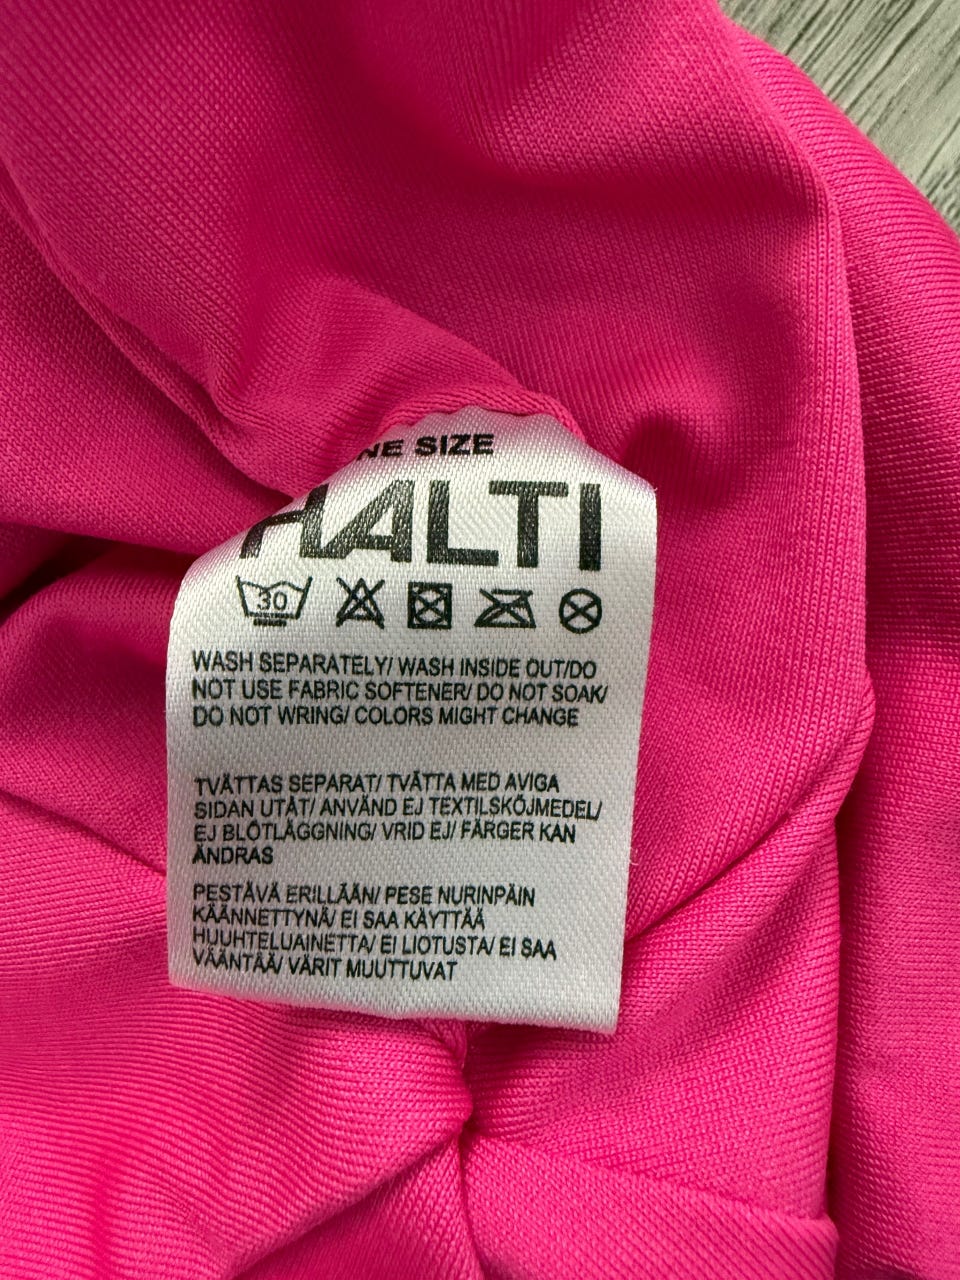 NE SIZE
HALTI
30
WASH SEPARATELY/ WASH INSIDE OUT/DO
NOT USE FABRIC SOFTENER/ DO NOT SOAK/
DO NOT WRING/ COLORS MIGHT CHANGE
TVÄTTAS SEPARAT/ TVÄTTA MED AVIGA
SIDAN UTÅT/ ANVÄND EJ TEXTILSKÖJMEDEL/
EJ BLÖTLÄGGNING/ VRID EJ/ FÄRGER KAN
ÄNDRAS
PESTÄVÄ ERILLÄÄN/ PESE NURINPÄIN
KÄÄNNETTYNÄ/ EI SAA KÄYTTÄÄ
HUUHTELUAINETTA/ EI LIOTUSTA/ EI SAA
VÄÄNTÄÄ/ VÄRIT MUUTTUVAT